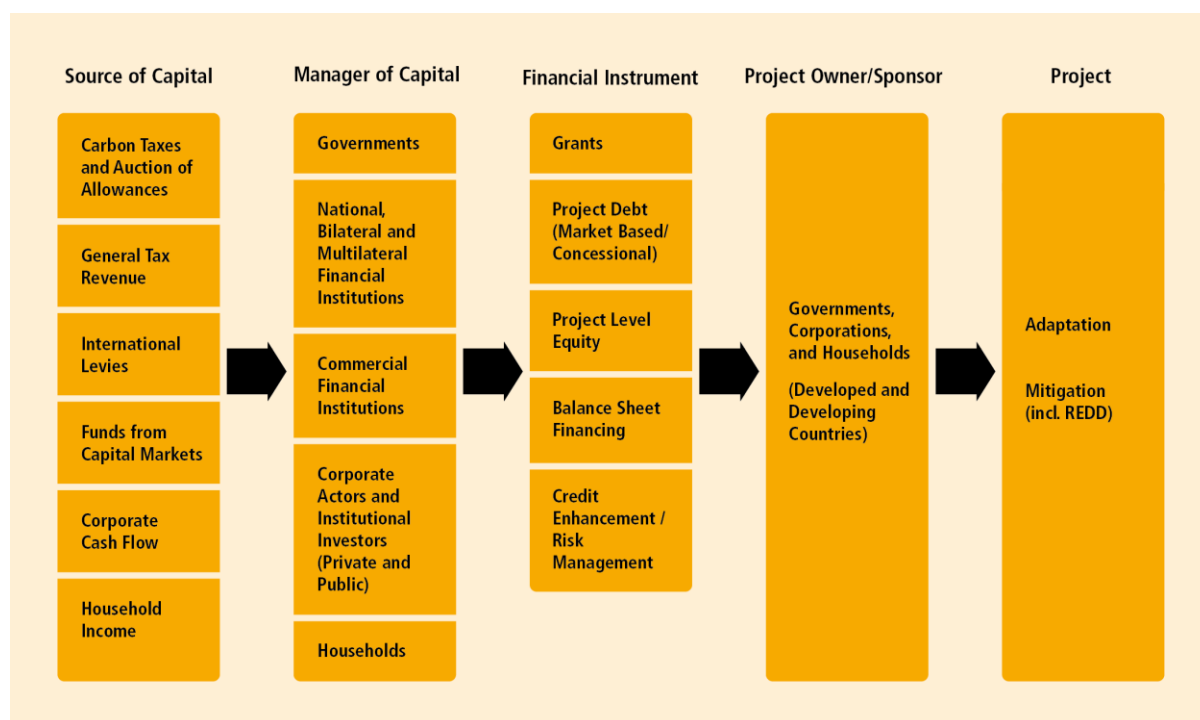 Source of Capital
Carbon Taxes
and Auction of
Allowances
General Tax
Revenue
International
Levies
Funds from
Capital Markets
Corporate
Cash Flow
Household
Income
Manager of Capital
Governments
National,
Bilateral and
Multilateral
Financial
Institutions
Commercial
Financial
Institutions
Corporate
Actors and
Institutional
Investors
(Private and
Public)
Households
Financial Instrument
Grants
Project Debt
(Market Based/
Concessional)
Project Level
Equity
Balance Sheet
Financing
Credit
Enhancement /
Risk
Management
Project Owner/Sponsor
Governments,
Corporations,
and Households
(Developed and
Developing
Countries)
Project
Adaptation
Mitigation
(incl. REDD)